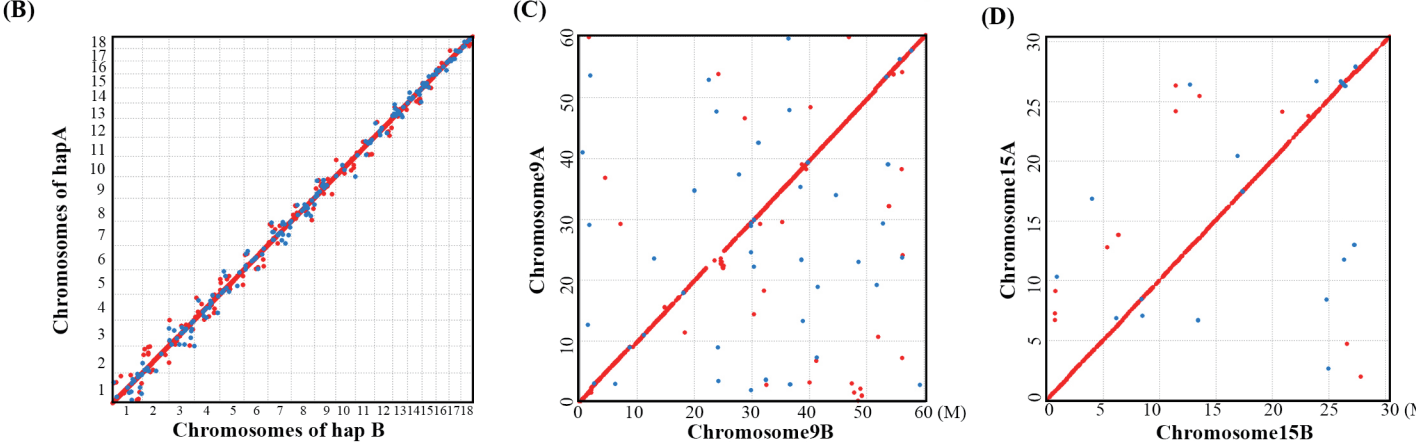 (B)
18
17
16
15
14
13
12
11
10
9
8
7
6
5
4
3
2
1
Chromosomes of hapA
1 2 3 4 5 6 7 8 9 10 11 12 13 14 15 16 17 18
Chromosomes of hap B
(C)
60
50
40
30
20
10
0
Chromosome9A
0 10 20 30 40 50 60 (M)
Chromosome9B
(D)
30
25
20
15
10
5
0
Chromosome15A
0 5 10 15 20 25 30 (M
Chromosome15B